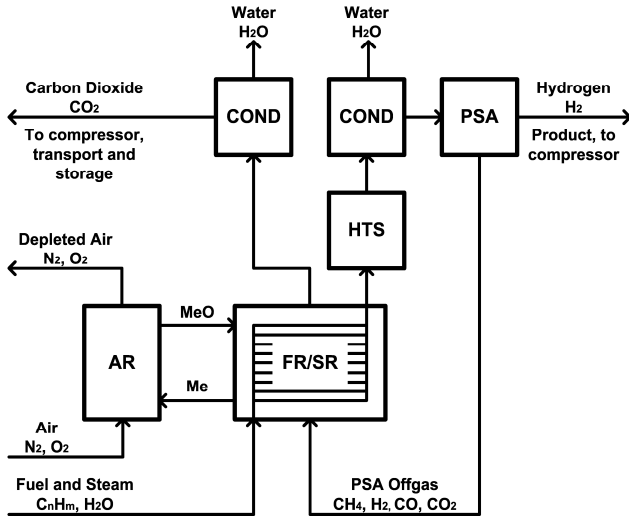 Water
H2O
Water
H2O
Carbon Dioxide
CO2
To compressor,
transport and
storage
COND
COND
PSA
Hydrogen
H2
Product, to
compressor
HTS
Depleted Air
N2, O2
MeO
AR
FR/SR
Me
Air
N2, O2
Fuel and Steam
CnHm, H2O
PSA Offgas
CH4, H2, CO, CO2